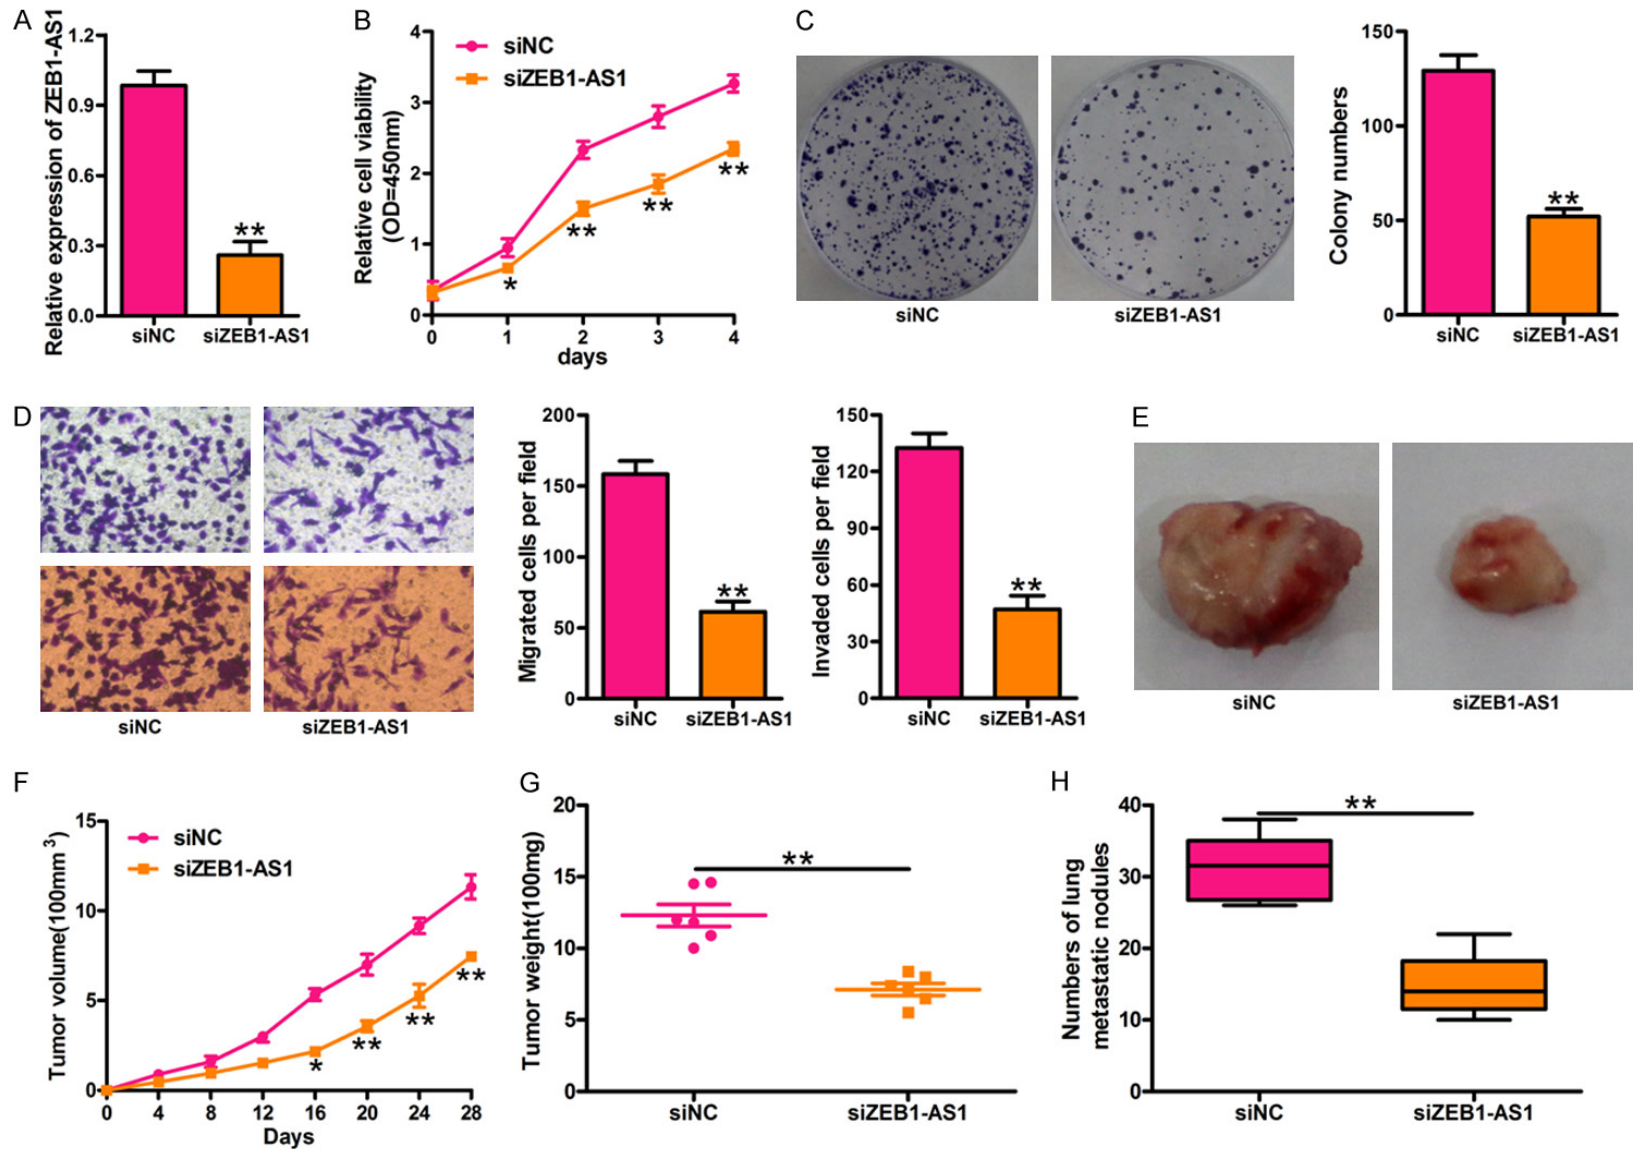 A
Relative expression of ZEB1-AS1
1.2
0.9
0.6
0.3
0.0
**
siNC
siZEB1-AS1
B
Relative cell viability
(OD=450nm)
4
3
2
1
0
siNC
siZEB1-AS1
*
**
**
**
0
1
2
3
4
days
C
siNC
siZEB1-AS1
Colony numbers
150
100
50
0
**
siNC
siZEB1-AS1
D
siNC
siZEB1-AS1
Migrated cells per field
200
150
100
50
0
**
siNC
siZEB1-AS1
Invaded cells per field
150
120
90
60
30
0
**
siNC
siZEB1-AS1
E
siNC
siZEB1-AS1
F
Tumor volume(100mm³)
15
10
5
0
siNC
siZEB1-AS1
*
**
**
**
0
4
8
12
16
20
24
28
Days
G
Tumor weight(100mg)
20
15
10
5
0
**
siNC
siZEB1-AS1
H
Numbers of lung
metastatic nodules
40
30
20
10
0
**
siNC
siZEB1-AS1